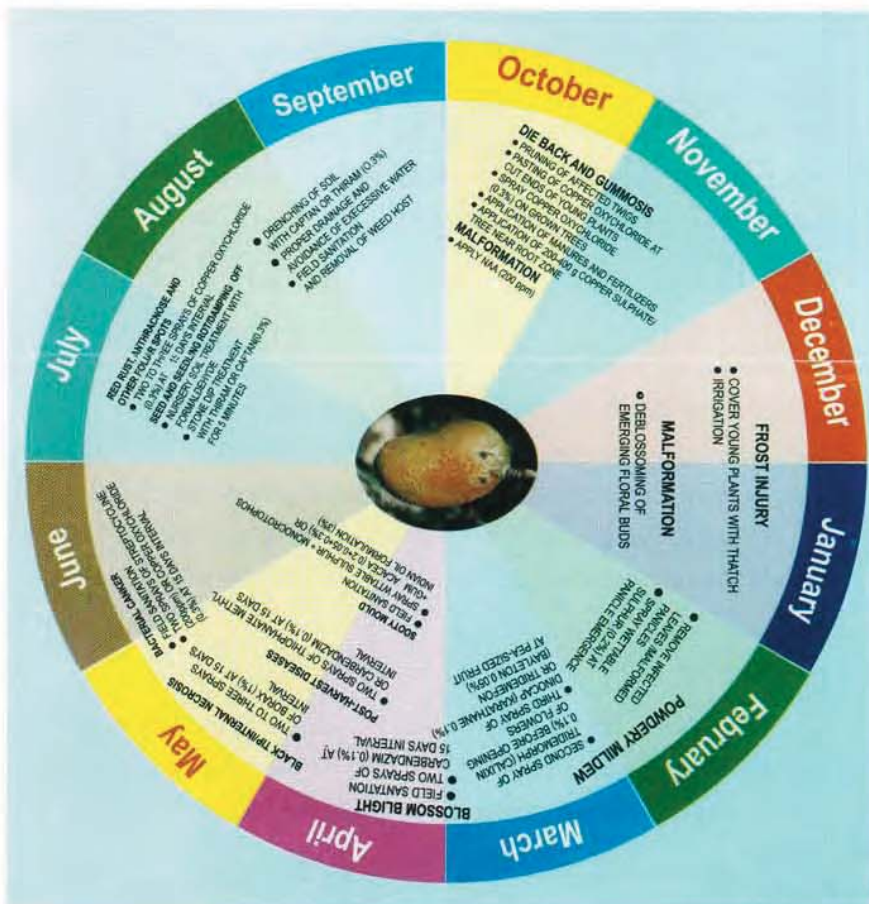 October
November
December
January
February
March
April
May
June
July
August
September
DIE BACK AND GUMMOSIS
● PRUNING OF AFFECTED TWIGS
● PASTING OF COPPER OXYCHLORIDE AT
CUT ENDS OF YOUNG PLANTS
● SPRAY COPPER OXYCHLORIDE
(0.3%) ON GROWN TREES
● APPLICATION OF MANURES AND FERTILIZERS
● APPLICATION OF 200-400 g COPPER SULPHATE/
TREE NEAR ROOT ZONE
MALFORMATION
● APPLY NAA (200 ppm)
FROST INJURY
● COVER YOUNG PLANTS WITH THATCH
● IRRIGATION
MALFORMATION
● DEBLOSSOMING OF
EMERGING FLORAL BUDS
POWDERY MILDEW
● REMOVE INFECTED
LEAVES MALFORMED
PANICLES
● SPRAY WETTABLE
SULPHUR (0.2%) AT
PANICLE EMERGENCE
● SECOND SPRAY OF
TRIDEMORPH (CALIXIN
0.1%) BEFORE OPENING
OF FLOWERS
● THIRD SPRAY OF
DINOCAP (KARATHANE 0.1%)
OR TRIDEMEFON
BAYLETON 0.05%)
AT PEA-SIZED FRUIT
BLOSSOM BLIGHT
● FIELD SANTATION
● TWO SPRAYS OF
CARBENDAZIM (0.1%) AT
15 DAYS INTERVAL
BLACK TIP/INTERNAL NECROSIS
● TWO TO THREE SPRAYS
OF BORAX (1%) AT 15 DAYS
INTERVAL
POST-HARVEST DISEASES
● TWO SPRAYS OF THIOPHANATE METHYL
OR CARBENDAZIM (0.1%) AT 15 DAYS
INTERVAL
SOOTY MOULD
● FIELD SANITATION
● SPRAY WTTABLE SULPHUR + MONOCROTOPHOS
+GUM ACACEA (0.2+0.05+0.3%) OR
INDIAN OIL FORMULATION (3%)
BACTERIAL CANKER
● FIELD SANITATION
● TWO SPRAYS OF STREPTOCYCLINE
(200ppm) OR COPPER OXYCHLORIDE
(0.3%) AT 15 DAYS INTERVAL
RED RUST, ANTHRACNOSE AND
OTHER FOLIAR SPOTS
● TWO TO THREE SPRAYS OF COPPER OXYCHLORIDE
(0.3%) AT 15 DAYS INTERVAL
SEED AND SEEDLING ROT/DAMPING OFF
● NURSERY SOIL TREATMENT WITH
FORMALDEHYDE
● STONE DIP TREATMENT
WITH THIRAM OR CAPTAN(0.3%)
FOR 5 MINUTES
● DRENCHING OF SOIL
WITH CAPTAN OR THIRAM (O.3%)
● PROPER DRAINAGE AND
AVOIDANCE OF EXCESSIVE WATER
● FIELD SANITATION
AND REMOVAL OF WEED HOST